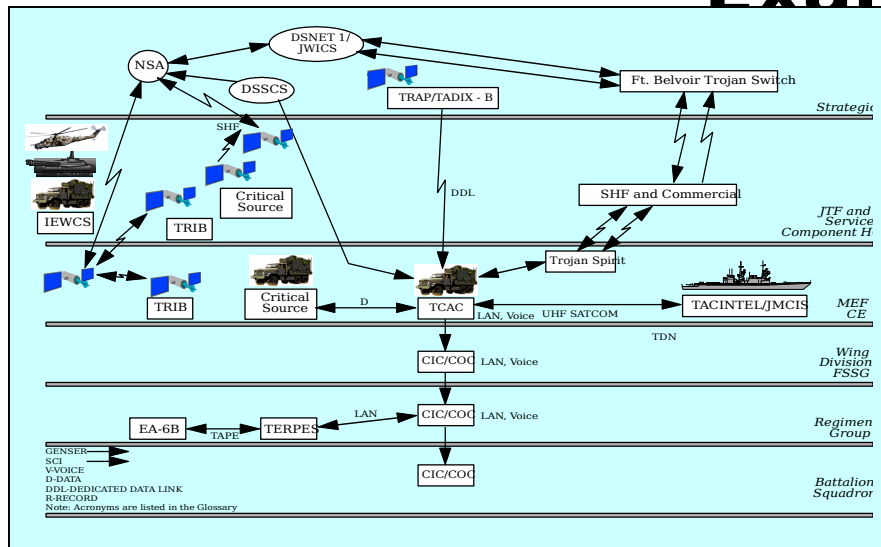 DSNET 1/
JWICS
NSA
DSSCS
TRAP/TADIX - B
Ft. Belvoir Trojan Switch
Strategic
SHF
Critical
Source
DDL
SHF and Commercial
IEWCS
TRIB
JTF and
Service
Component H
Trojan Spirit
TRIB
Critical
Source
D
TCAC
LAN, Voice
UHF SATCOM
TACINTEL/JMCIS
MEF
CE
TDN
CIC/COC
LAN, Voice
Wing
Division
FSSG
EA-6B
TAPE
TERPES
LAN
CIC/COC
LAN, Voice
Regimen
Group
GENSER
SCI
V-VOICE
D-DATA
DDL-DEDICATED DATA LINK
R-RECORD
Note: Acronyms are listed in the Glossary
CIC/COC
Battalion
Squadron